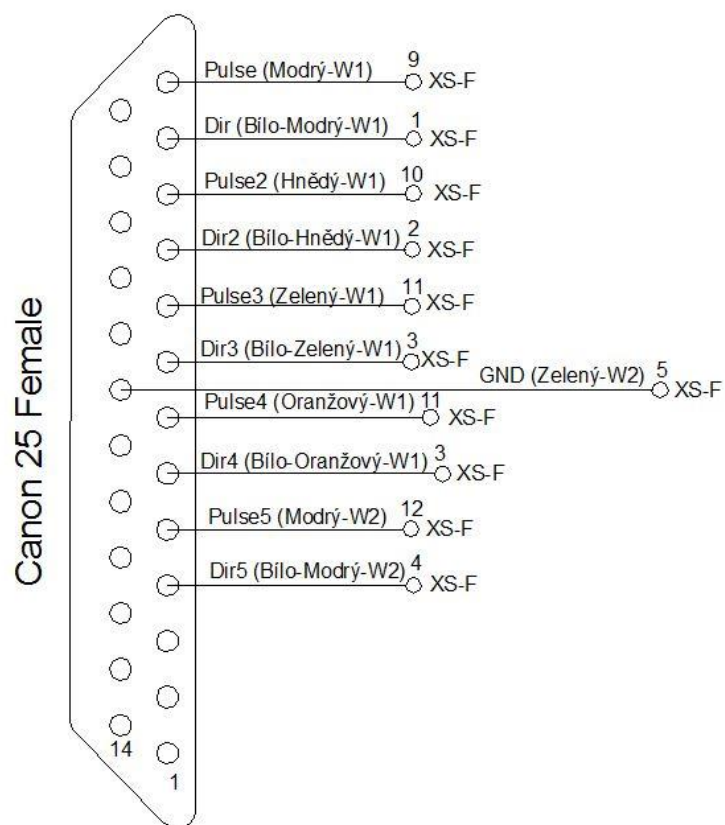 Pulse (Modrý-W1) 9 XS-F
Dir (Bílo-Modrý-W1) 1 XS-F
Pulse2 (Hnědý-W1) 10 XS-F
Dir2 (Bílo-Hnědý-W1) 2 XS-F
Pulse3 (Zelený-W1) 11 XS-F
Dir3 (Bílo-Zelený-W1) 3 XS-F
GND (Zelený-W2) 5 XS-F
Pulse4 (Oranžový-W1) 11 XS-F
Dir4 (Bílo-Oranžový-W1) 3 XS-F
Pulse5 (Modrý-W2) 12 XS-F
Dir5 (Bílo-Modrý-W2) 4 XS-F
Canon 25 Female
14
1